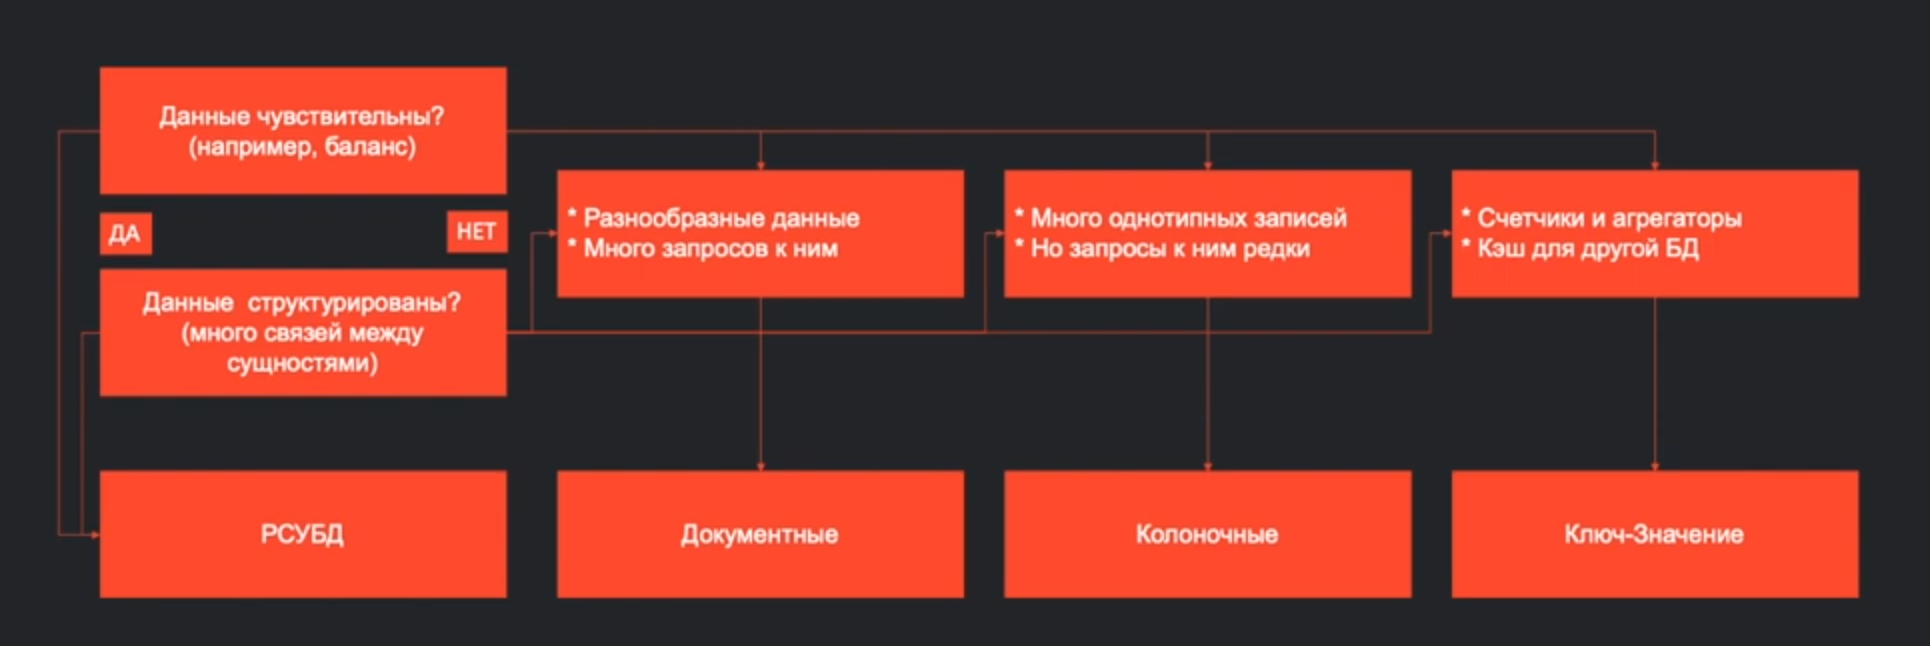 Данные чувствительны?
(например, баланс)
ДА
НЕТ
Данные структурированы?
(много связей между
сущностями)
* Разнообразные данные
* Много запросов к ним
* Много однотипных записей
* Но запросы к ним редки
* Счетчики и агрегаторы
* Кэш для другой БД
РСУБД
Документные
Колоночные
Ключ-Значение